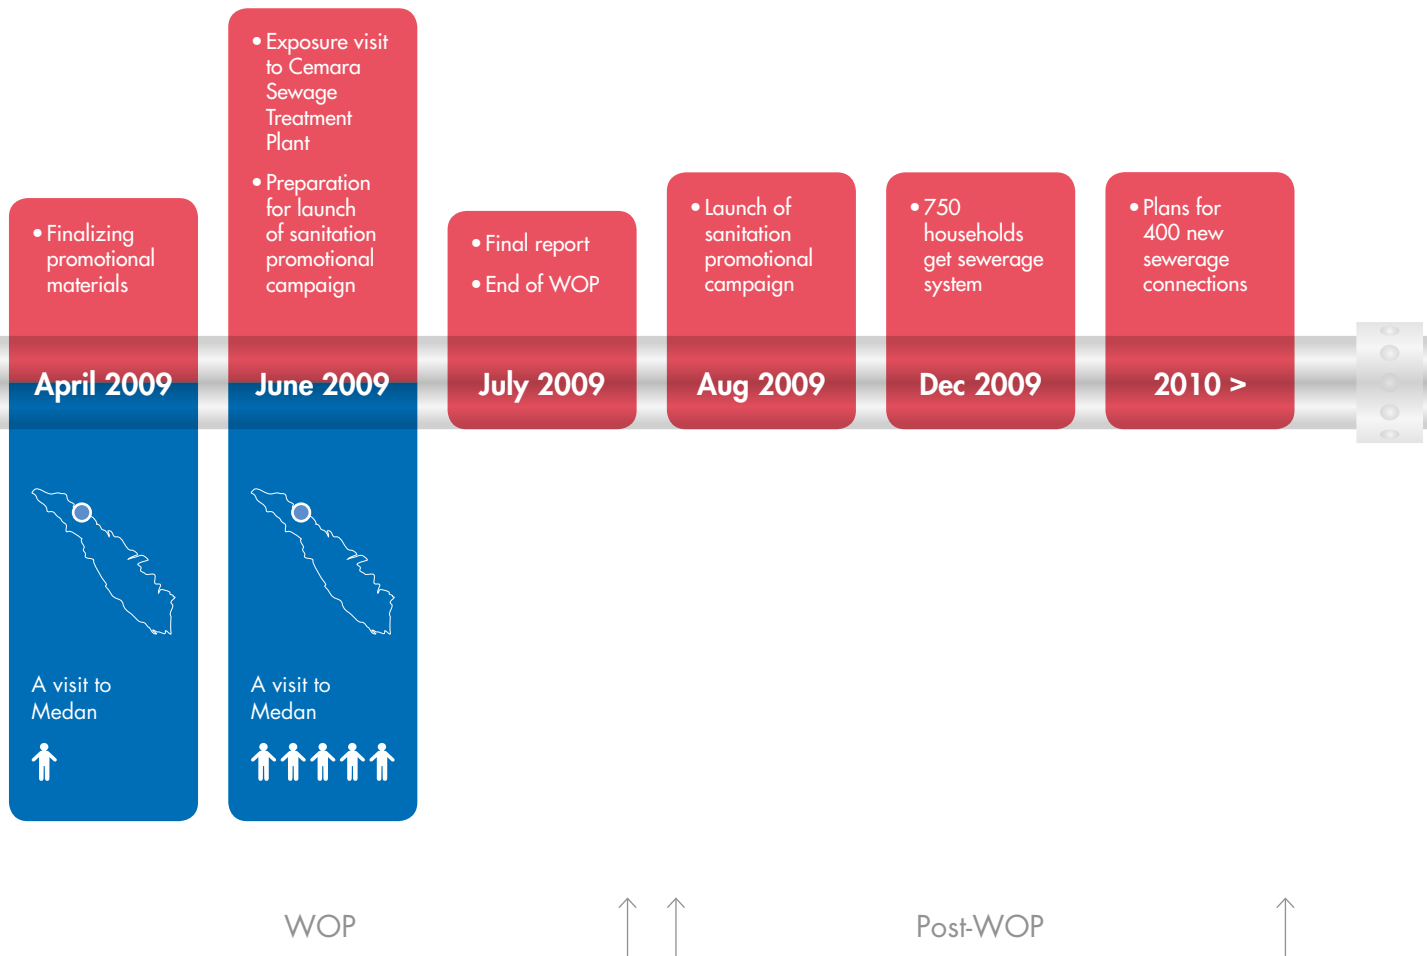 • Finalizing
promotional
materials
April 2009
A visit to
Medan
• Exposure visit
to Cemara
Sewage
Treatment
Plant
• Preparation
for launch
of sanitation
promotional
campaign
June 2009
A visit to
Medan
• Final report
• End of WOP
July 2009
• Launch of
sanitation
promotional
campaign
Aug 2009
• 750
households
get sewerage
system
Dec 2009
• Plans for
400 new
sewerage
connections
2010 >
WOP
Post-WOP